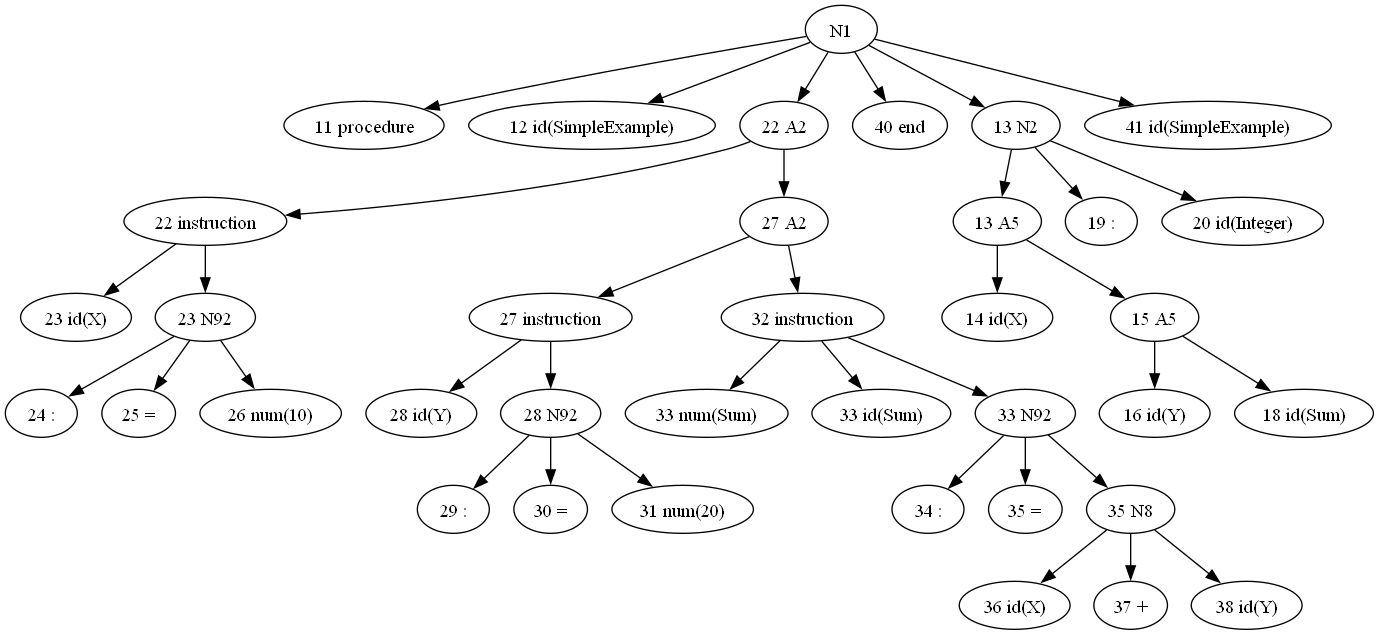 N1
11 procedure
12 id(SimpleExample)
22 A2
40 end
13 N2
41 id(SimpleExample)
22 instruction
27 A2
13 A5
19 :
20 id(Integer)
23 id(X)
23 N92
27 instruction
32 instruction
14 id(X)
15 A5
24 :
25 =
26 num(10)
28 id(Y)
28 N92
33 num(Sum)
33 id(Sum)
33 N92
16 id(Y)
18 id(Sum)
29 :
30 =
31 num(20)
34 :
35 =
35 N8
36 id(X)
37 +
38 id(Y)